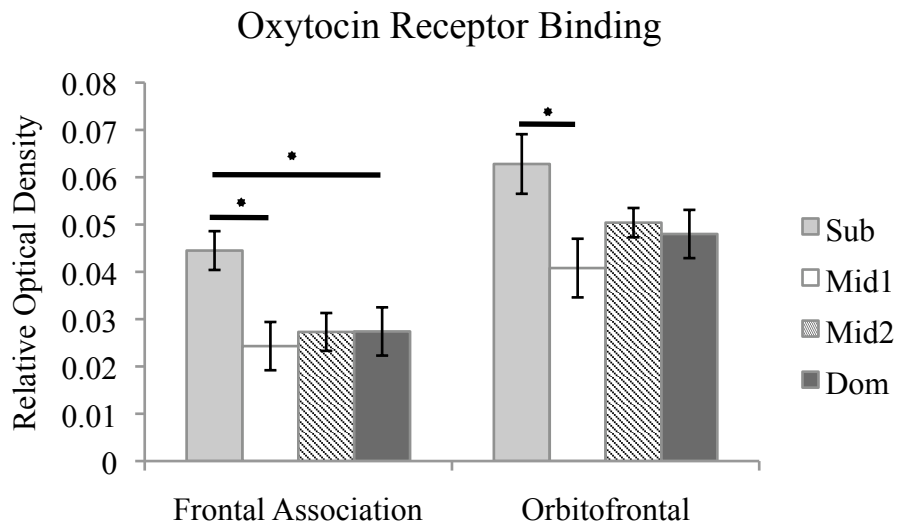 Oxytocin Receptor Binding
Relative Optical Density
0.08
0.07
0.06
0.05
0.04
0.03
0.02
0.01
0
*
*
*
Frontal Association
Orbitofrontal
Sub
Mid1
Mid2
Dom